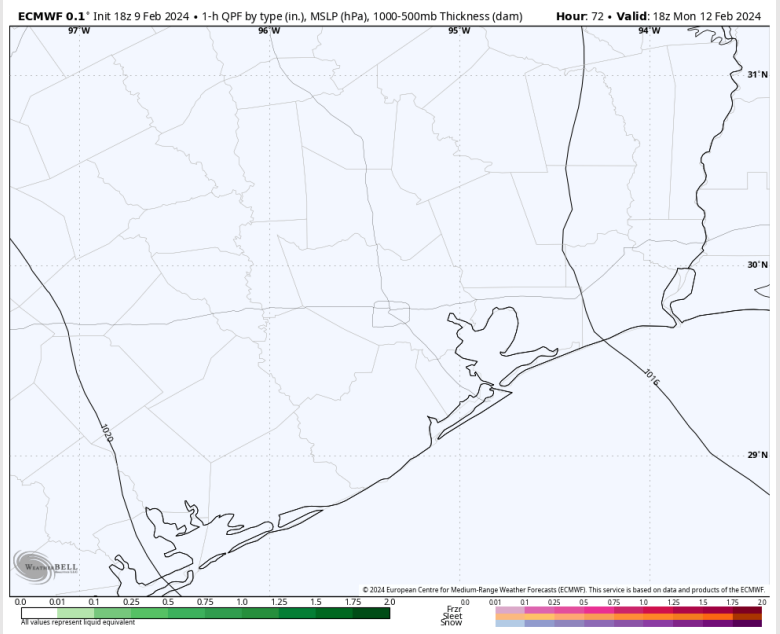 ECMWF 0.1° Init 18z 9 Feb 2024 • 1-h QPF by type (in.), MSLP (hPa), 1000-500mb Thickness (dam) Hour: 72 • Valid: 18z Mon 12 Feb 2024
97°W 96°W 95°W 94°W
31°N
30°N
1016
1020
29°N
WEATHERBELL
© 2024 European Centre for Medium-Range Weather Forecasts (ECMWF). This service is based on data and products of the ECMWF.
0.0 0.01 0.1 0.25 0.5 0.75 1.0 1.25 1.5 1.75 2.0 0.0 0.01 0.1 0.25 0.5 0.75 1.0 1.25 1.5 1.75 2.0
Frzr
Sleet
Snow
All values represent liquid equivalent